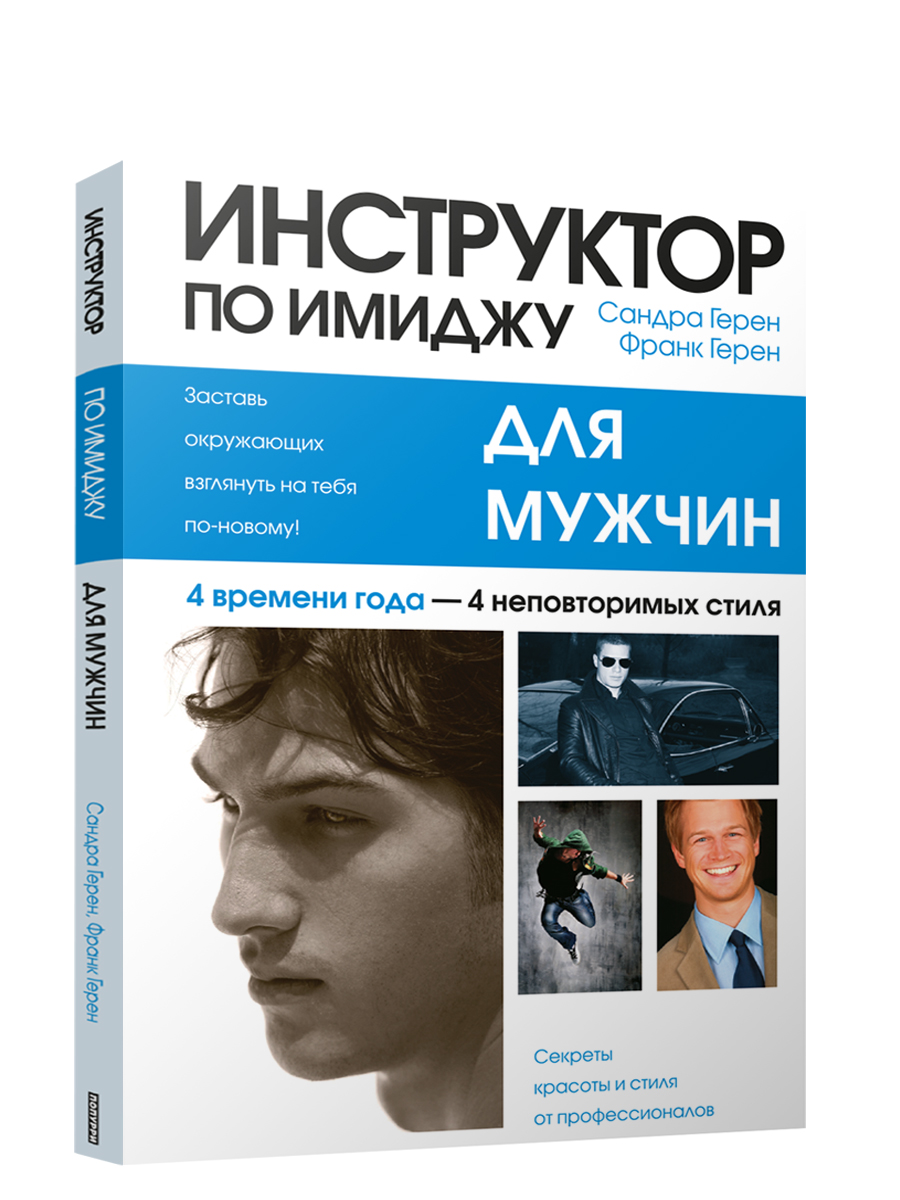 ИНСТРУКТОР
ПО ИМИДЖУ
Сандра Герен
Франк Герен
Заставь
окружающих
взглянуть на тебя
по-новому!
ДЛЯ
МУЖЧИН
4 времени года — 4 неповторимых стиля
Секреты
красоты и стиля
от профессионалов
ИНСТРУКТОР
ПО ИМИДЖУ
ДЛЯ МУЖЧИН
Сандра Герен, Франк Герен
ПОПУРРИ